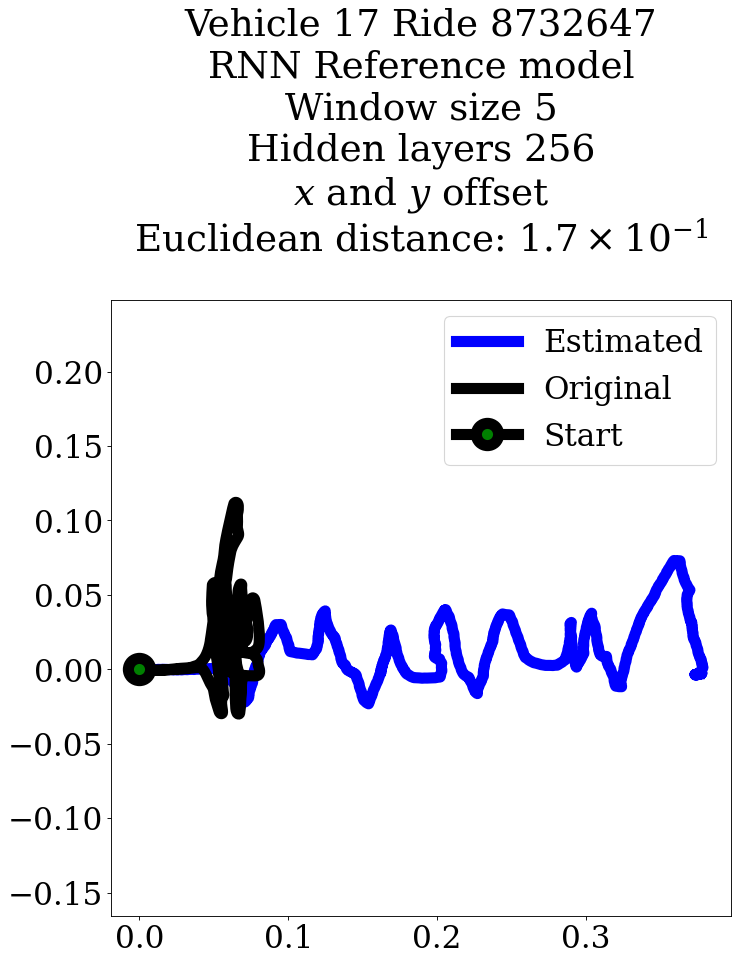 Vehicle 17 Ride 8732647
RNN Reference model
Window size 5
Hidden layers 256
x and y offset
Euclidean distance: 1.7 × 10⁻¹
Estimated
Original
Start
0.20
0.15
0.10
0.05
0.00
−0.05
−0.10
−0.15
0.0 0.1 0.2 0.3